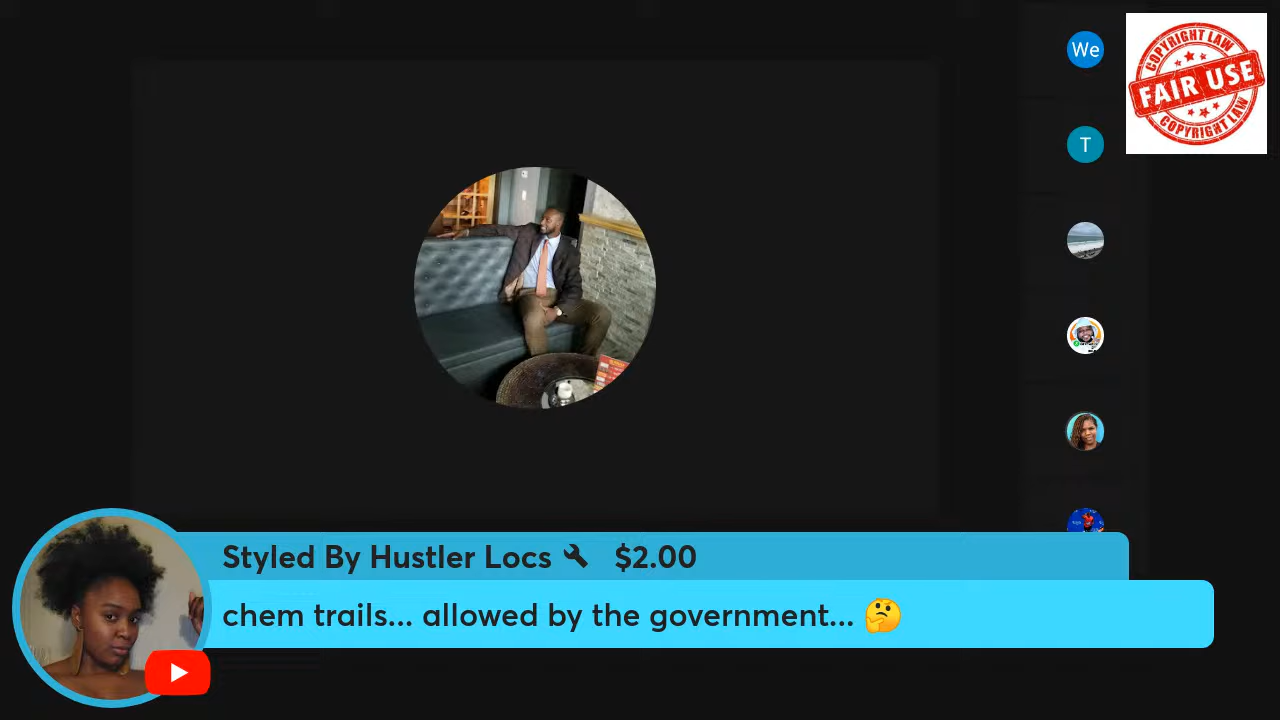 We
COPYRIGHT LAW
FAIR USE
COPYRIGHT LAW
T
Styled By Hustler Locs $2.00
chem trails... allowed by the government... 🤔